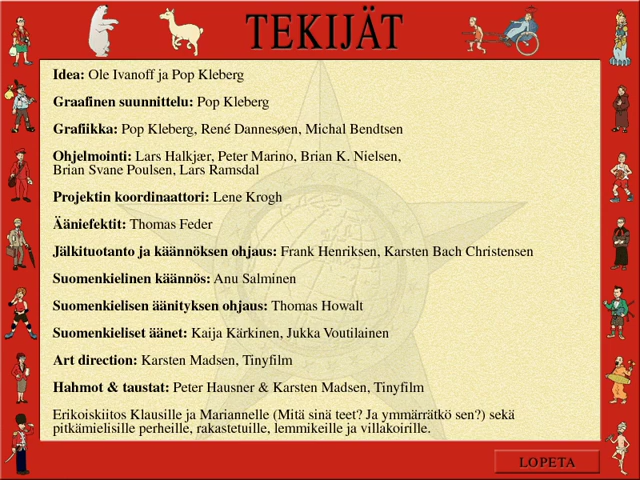 TEKIJÄT
Idea: Ole Ivanoff ja Pop Kleberg
Graafinen suunnittelu: Pop Kleberg
Grafiikka: Pop Kleberg, René Dannesøen, Michal Bendtsen
Ohjelmointi: Lars Halkjær, Peter Marino, Brian K. Nielsen,
Brian Svane Poulsen, Lars Ramsdal
Projektin koordinaattori: Lene Krogh
Ääniefektit: Thomas Feder
Jälkituotanto ja käännöksen ohjaus: Frank Henriksen, Karsten Bach Christensen
Suomenkielinen käännös: Anu Salminen
Suomenkielisen äänityksen ohjaus: Thomas Howalt
Suomenkieliset äänet: Kaija Kärkinen, Jukka Voutilainen
Art direction: Karsten Madsen, Tinyfilm
Hahmot & taustat: Peter Hausner & Karsten Madsen, Tinyfilm
Erikoiskiitos Klausille ja Mariannelle (Mitä sinä teet? Ja ymmärrätkö sen?) sekä
pitkämielisille perheille, rakastetuille, lemmikeille ja villakoirille.
LOPETA